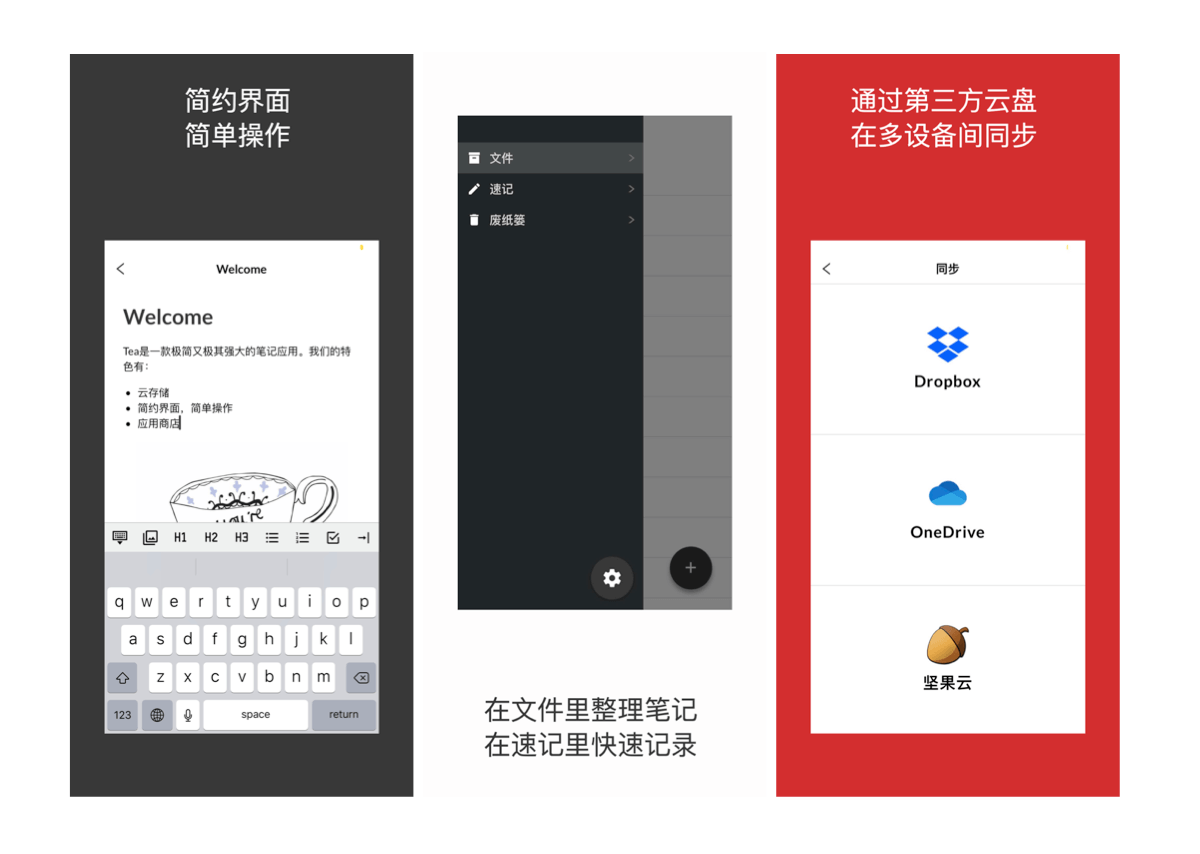 简约界面
简单操作
Welcome
Welcome
Tea是一款极简又极其强大的笔记应用。我们的特
色有：
• 云存储
• 简约界面，简单操作
• 应用商店
you're
H1 H2 H3
q w e r t y u i o p
a s d f g h j k l
z x c v b n m
123 space return
文件
速记
废纸篓
在文件里整理笔记
在速记里快速记录
通过第三方云盘
在多设备间同步
同步
Dropbox
OneDrive
坚果云